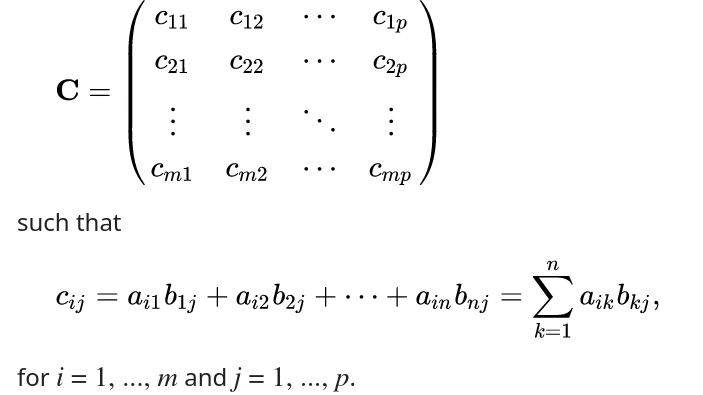 C = ( c11 c12 ⋯ c1p
c21 c22 ⋯ c2p
⋮ ⋮ ⋱ ⋮
cm1 cm2 ⋯ cmp )
such that
cij = ai1b1j + ai2b2j + ⋯ + ainbnj = ∑_{k=1}^{n} aikbkj,
for i = 1, ..., m and j = 1, ..., p.